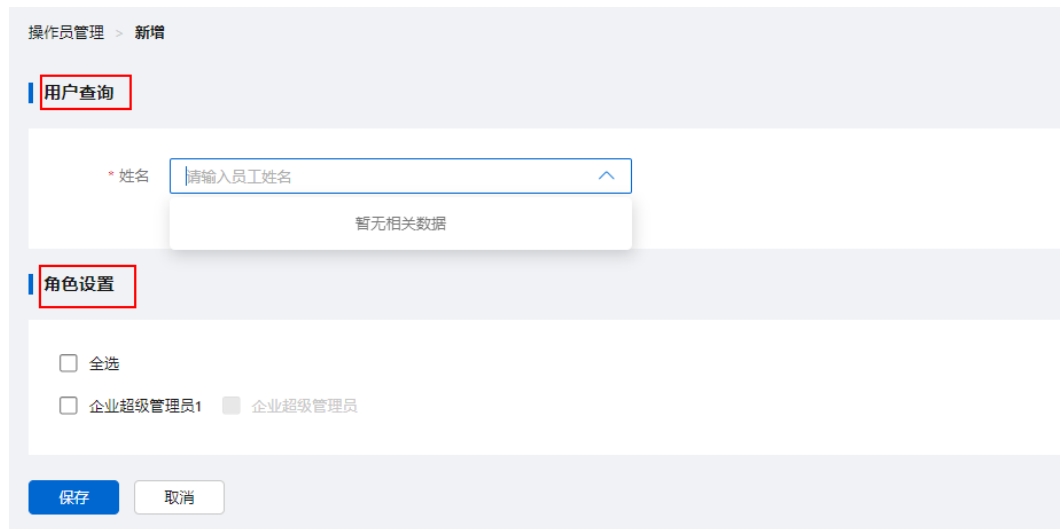 操作员管理 > 新增
用户查询
* 姓名 请输入员工姓名
暂无相关数据
角色设置
全选
企业超级管理员1 企业超级管理员
保存 取消